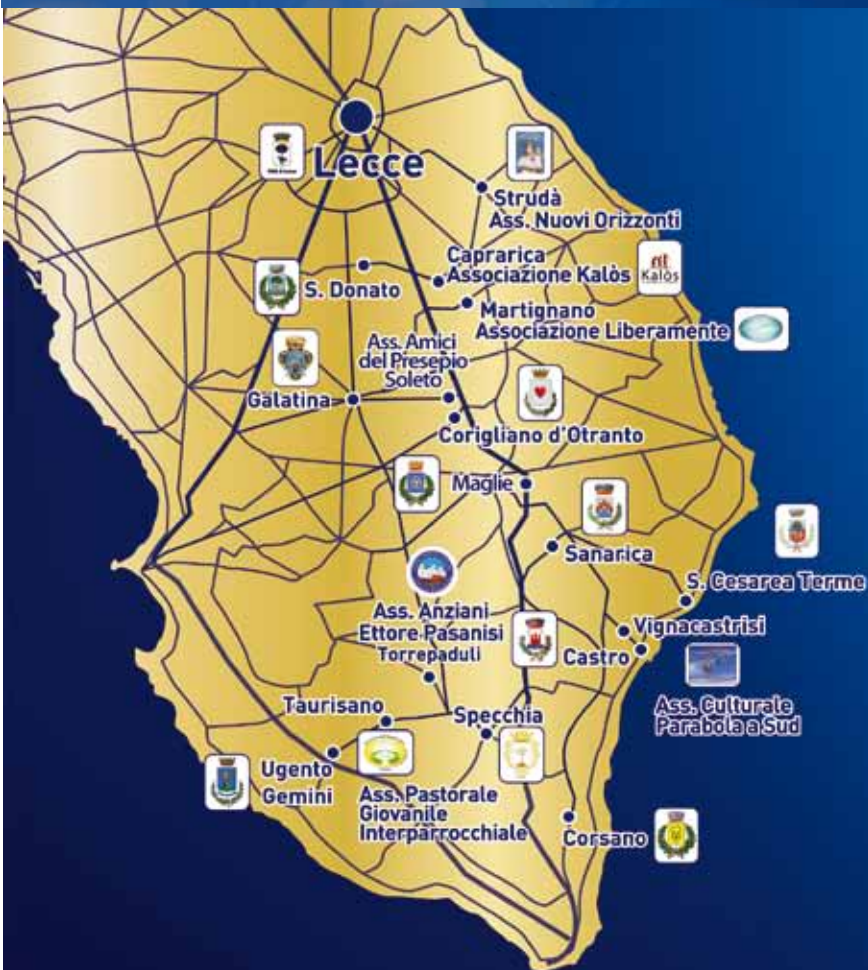 Lecce
Strudà
Ass. Nuovi Orizzonti
Caprarica
Associazione Kalòs
Kalòs
S. Donato
Martignano
Associazione Liberamente
Ass. Amici
del Presepio
Soleto
Galatina
Corigliano d'Otranto
Maglie
Sanarica
S. Cesarea Terme
Ass. Anziani
Ettore Pasanisi
Torrepaduli
Vignacastrisi
Castro
Ass. Culturale
Parabola a Sud
Taurisano
Specchia
Ugento
Gemini
Ass. Pastorale
Giovanile
Interparrocchiale
Corsano